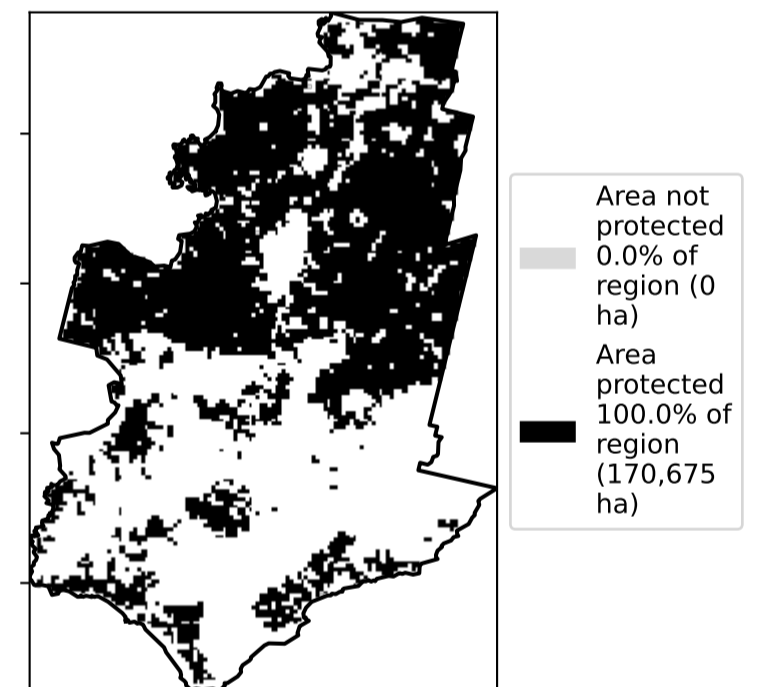 Area not
protected
0.0% of
region (0
ha)
Area
protected
100.0% of
region
(170,675
ha)